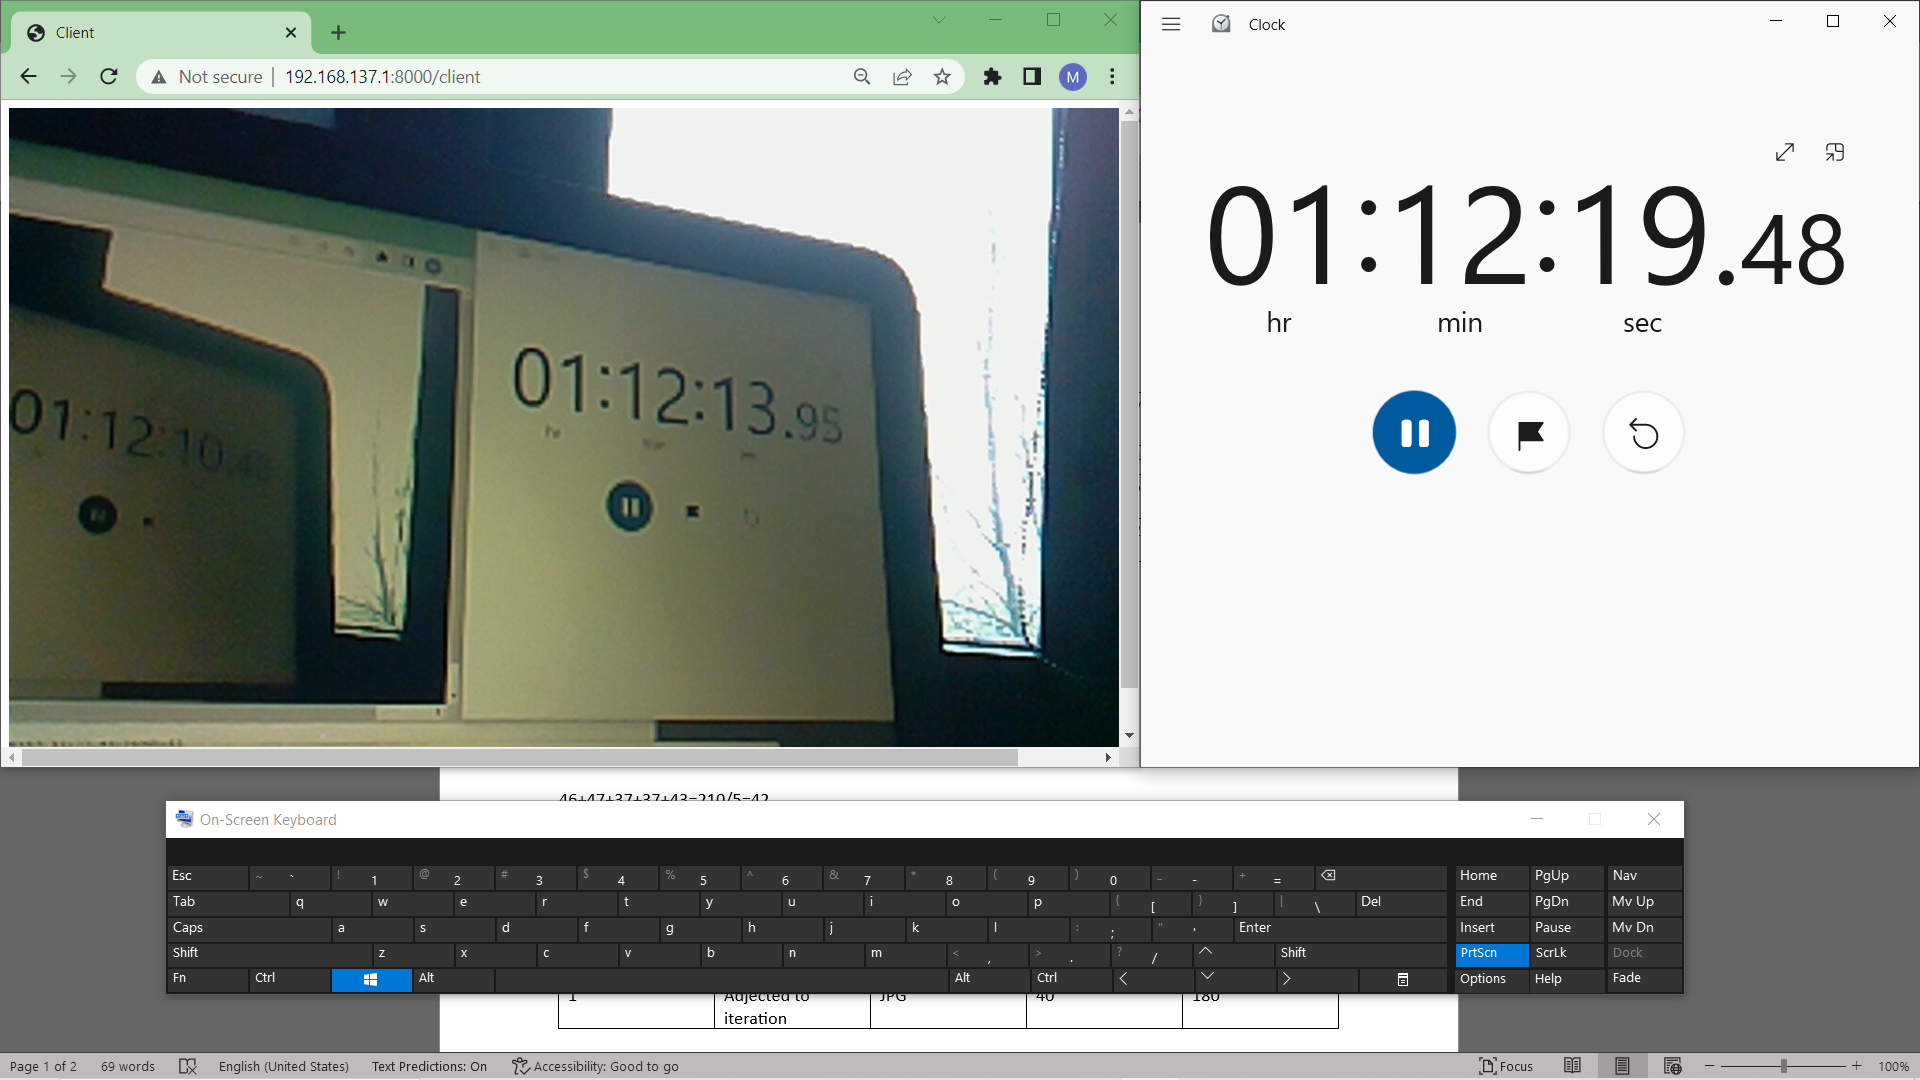 Client
Not secure
192.168.137.1:8000/client
M
01:12:13.95
01:12:10
Clock
01:12:19.48
hr
min
sec
46+47+37+37+43=210/5=42
On-Screen Keyboard
Esc ~ ` ! 1 @ 2 # 3 $ 4 % 5 ^ 6 & 7 * 8 ( 9 ) 0 _ - + = Home PgUp Nav
Tab q w e r t y u i o p { [ } ] | \ Del End PgDn Mv Up
Caps a s d f g h j k l : ; " ' Enter Insert Pause Mv Dn
Shift z x c v b n m < , > . ? / Shift PrtScn ScrLk Dock
Fn Ctrl Alt Alt Ctrl Options Help Fade
1 Adjected to JPG 40 180
iteration
Page 1 of 2 69 words English (United States) Text Predictions: On Accessibility: Good to go Focus 100%